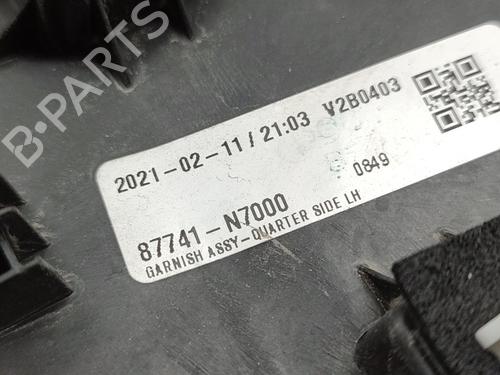 B-PARTS
2021-02-11/21:03 V2B0403
87741-N7000 0849
GARNISH ASSY-QUARTER SIDE LH